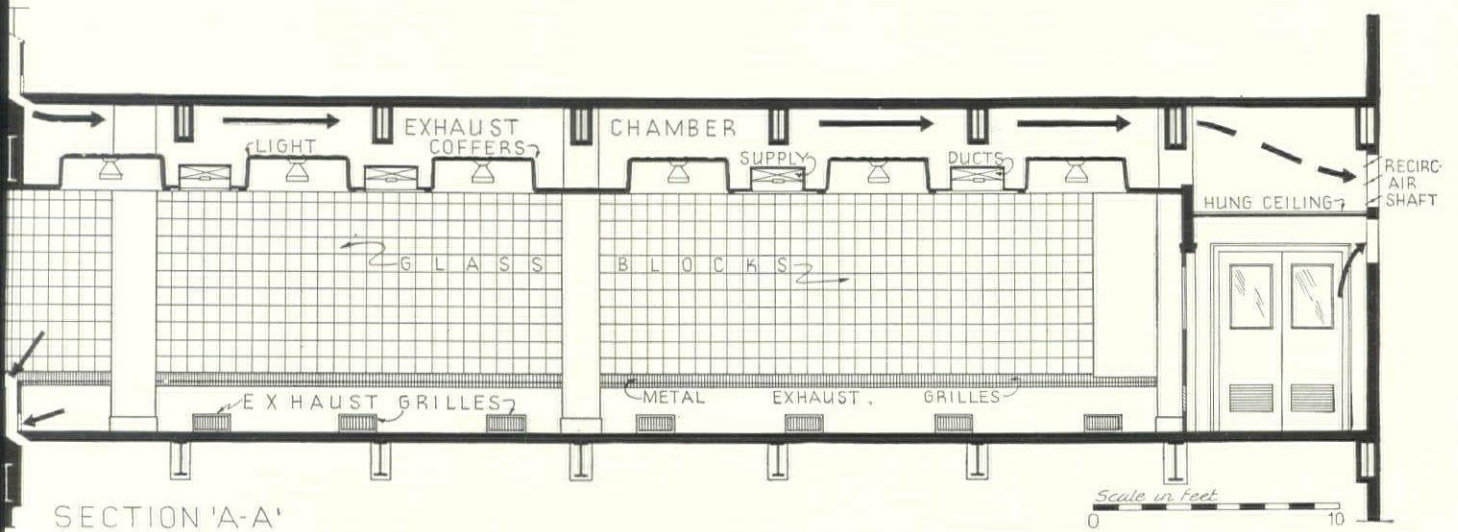 EXHAUST CHAMBER
LIGHT COFFERS
SUPPLY DUCTS
RECIRC-
AIR
SHAFT
HUNG CEILING
GLASS BLOCKS
METAL EXHAUST. GRILLES
EXHAUST GRILLES
SECTION 'A-A'
Scale in Feet
0 10